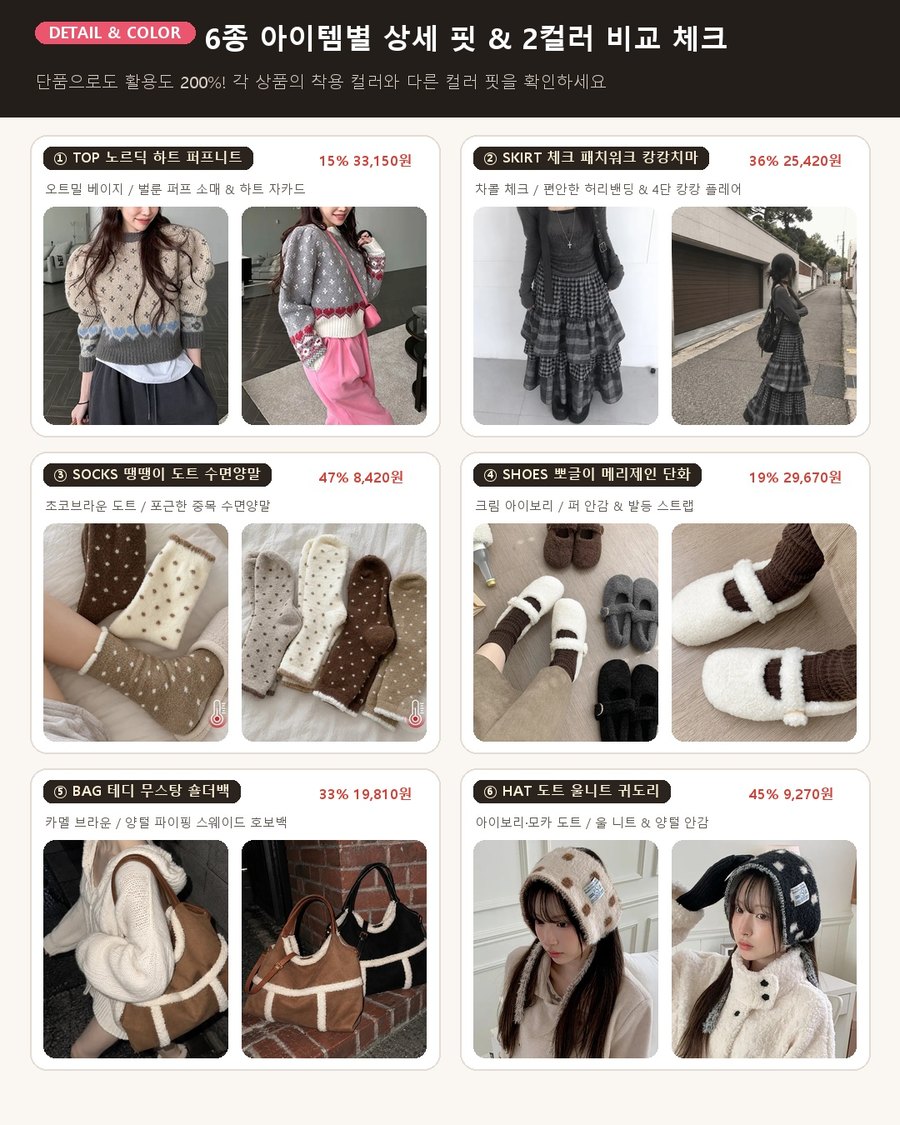 DETAIL & COLOR
6종 아이템별 상세 핏 & 2컬러 비교 체크
단품으로도 활용도 200%! 각 상품의 착용 컬러와 다른 컬러 핏을 확인하세요
① TOP 노르딕 하트 퍼프니트
15% 33,150원
오트밀 베이지 / 벌룬 퍼프 소매 & 하트 자카드
② SKIRT 체크 패치워크 캉캉치마
36% 25,420원
차콜 체크 / 편안한 허리밴딩 & 4단 캉캉 플레어
③ SOCKS 땡땡이 도트 수면양말
47% 8,420원
초코브라운 도트 / 포근한 중목 수면양말
④ SHOES 뽀글이 메리제인 단화
19% 29,670원
크림 아이보리 / 퍼 안감 & 발등 스트랩
⑤ BAG 테디 무스탕 숄더백
33% 19,810원
카멜 브라운 / 양털 파이핑 스웨이드 호보백
⑥ HAT 도트 울니트 귀도리
45% 9,270원
아이보리·모카 도트 / 울 니트 & 양털 안감